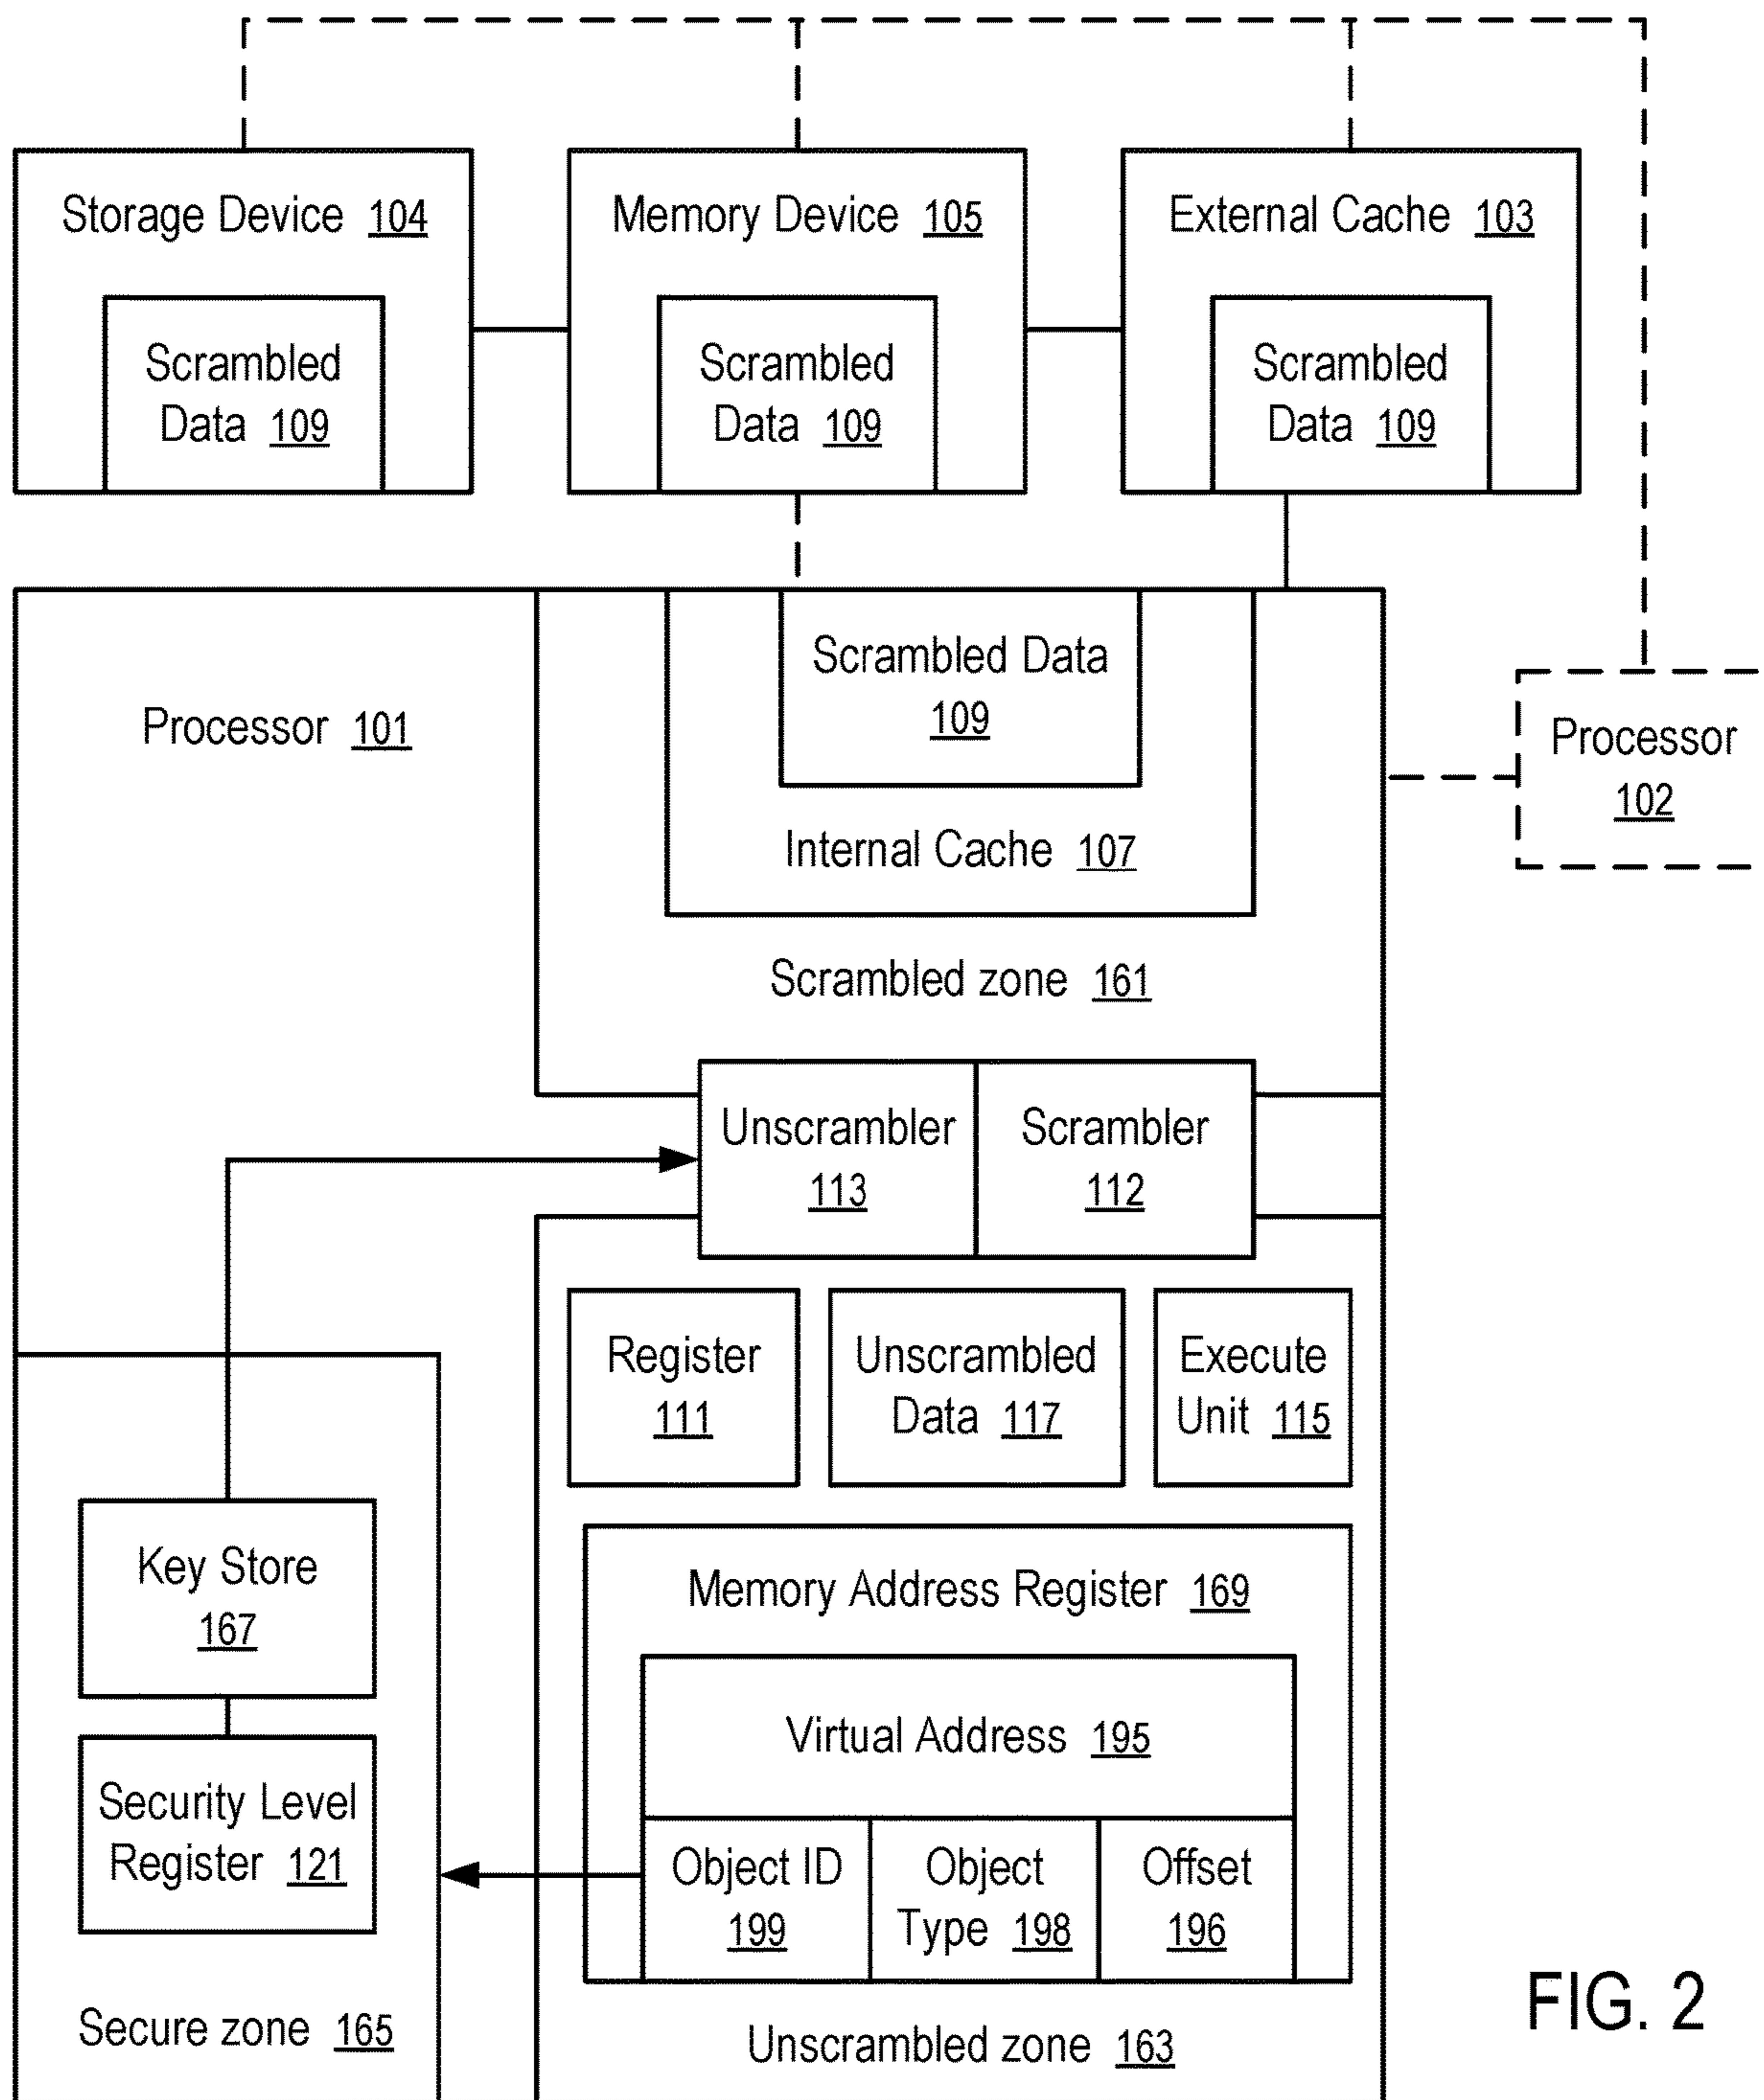 Storage Device 104
Scrambled
Data 109
Memory Device 105
Scrambled
Data 109
External Cache 103
Scrambled
Data 109
Processor 101
Scrambled Data
109
Internal Cache 107
Scrambled zone 161
Processor
102
Unscrambler
113
Scrambler
112
Register
111
Unscrambled
Data 117
Execute
Unit 115
Key Store
167
Security Level
Register 121
Secure zone 165
Memory Address Register 169
Virtual Address 195
Object ID
199
Object
Type 198
Offset
196
Unscrambled zone 163
FIG. 2